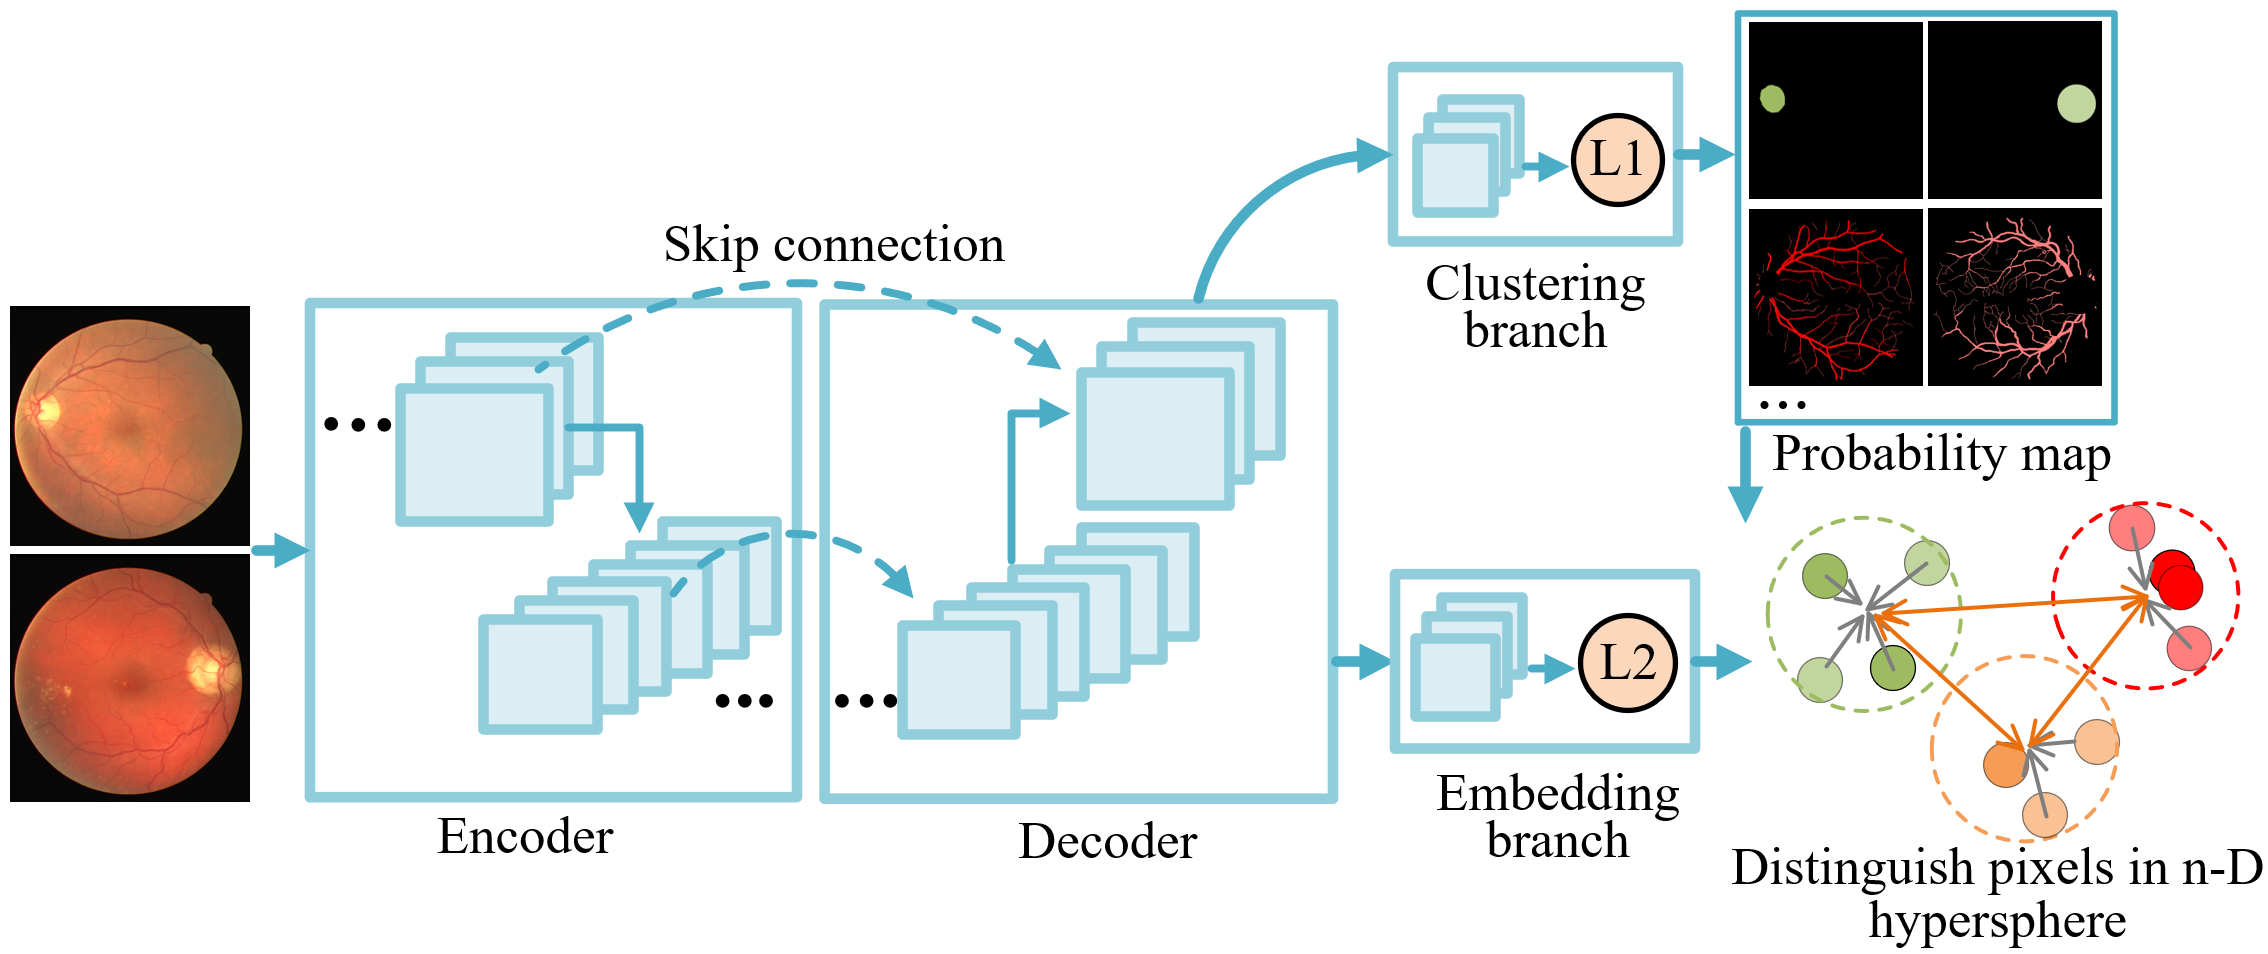 Skip connection
Encoder
Decoder
L1
Clustering
branch
L2
Embedding
branch
...
Probability map
Distinguish pixels in n-D
hypersphere